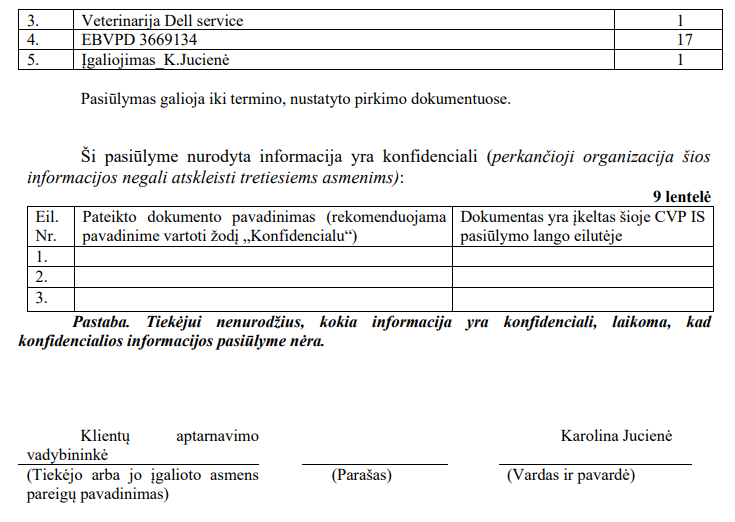 3. Veterinarija Dell service 1
4. EBVPD 3669134 17
5. Įgaliojimas_K.Jucienė 1
Pasiūlymas galioja iki termino, nustatyto pirkimo dokumentuose.
Ši pasiūlyme nurodyta informacija yra konfidenciali (perkančioji organizacija šios
informacijos negali atskleisti tretiesiems asmenims):
9 lentelė
Eil. Pateikto dokumento pavadinimas (rekomenduojama Dokumentas yra įkeltas šioje CVP IS
Nr. pavadinime vartoti žodį „Konfidencialu“) pasiūlymo lango eilutėje
1.
2.
3.
Pastaba. Tiekėjui nenurodžius, kokia informacija yra konfidenciali, laikoma, kad
konfidencialios informacijos pasiūlyme nėra.
Klientų aptarnavimo Karolina Jucienė
vadybininkė
(Tiekėjo arba jo įgalioto asmens (Parašas) (Vardas ir pavardė)
pareigų pavadinimas)